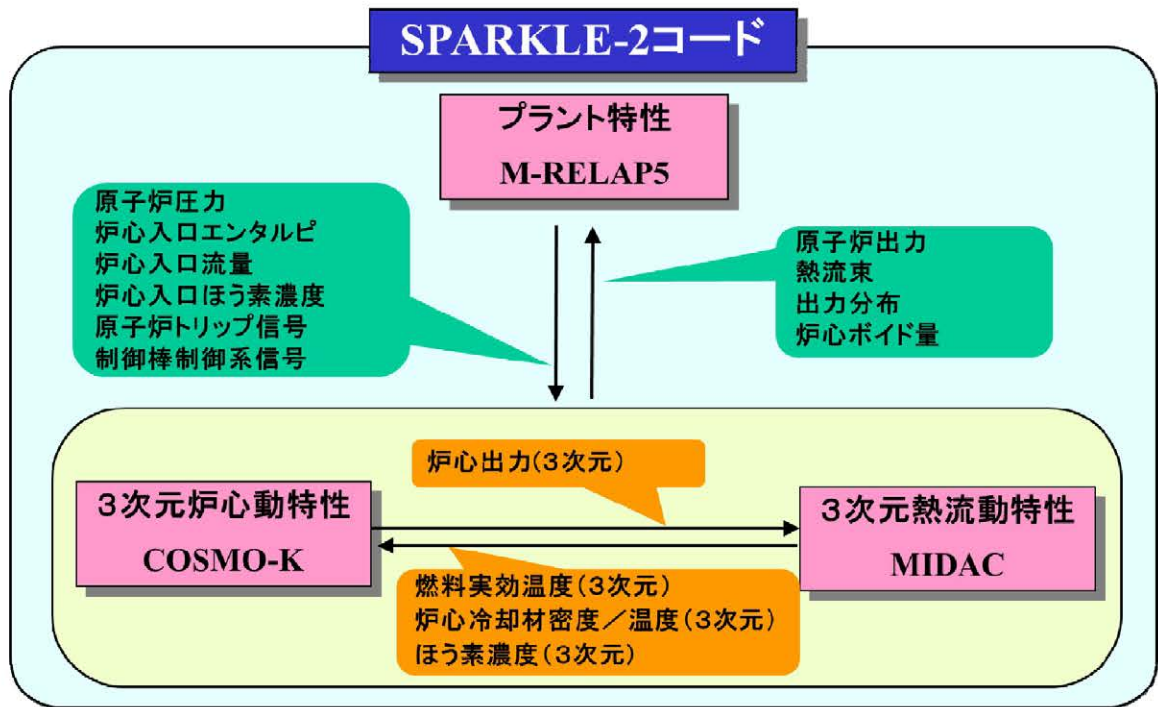 SPARKLE-2コード
プラント特性
M-RELAP5
原子炉圧力
炉心入口エンタルピ
炉心入口流量
炉心入口ほう素濃度
原子炉トリップ信号
制御棒制御系信号
原子炉出力
熱流束
出力分布
炉心ボイド量
炉心出力(3次元)
3次元炉心動特性
COSMO-K
3次元熱流動特性
MIDAC
燃料実効温度(3次元)
炉心冷却材密度/温度(3次元)
ほう素濃度(3次元)